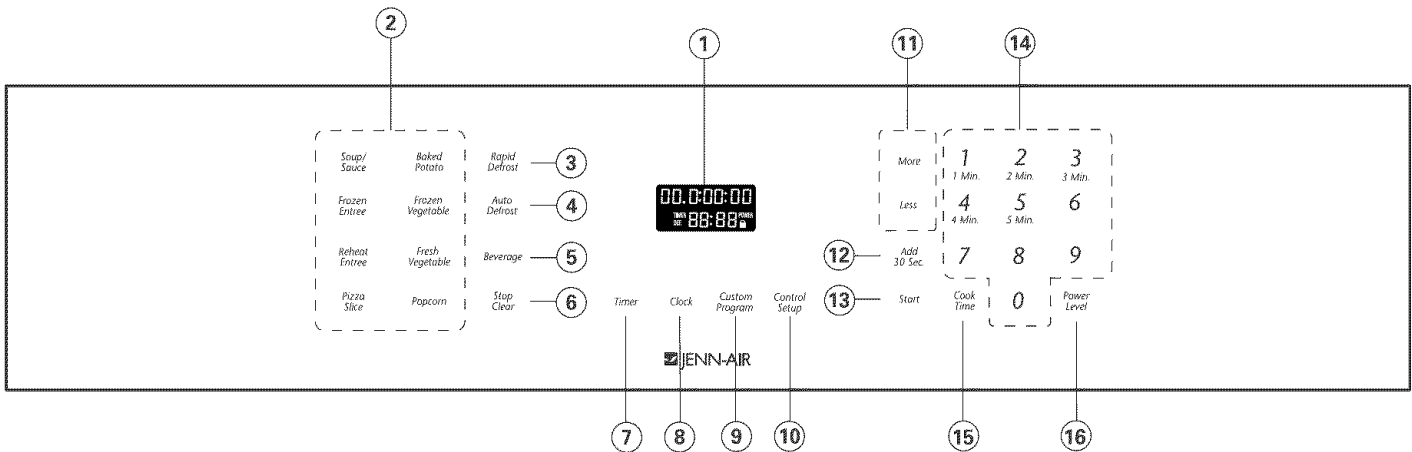 2
1
11
14
Soup/
Sauce
Baked
Potato
Rapid
Defrost
3
More
1
1 Min.
2
2 Min.
3
3 Min.
Frozen
Entree
Frozen
Vegetable
Auto
Defrost
4
00.0:00:00
TIMER
DEF
88:88
POWER
Less
4
4 Min.
5
5 Min.
6
Reheat
Entree
Fresh
Vegetable
Beverage
5
12
Add
30 Sec.
7
8
9
Pizza
Slice
Popcorn
Stop
Clear
6
Timer
Clock
Custom
Program
Control
Setup
13
Start
Cook
Time
0
Power
Level
JENN-AIR
7
8
9
10
15
16